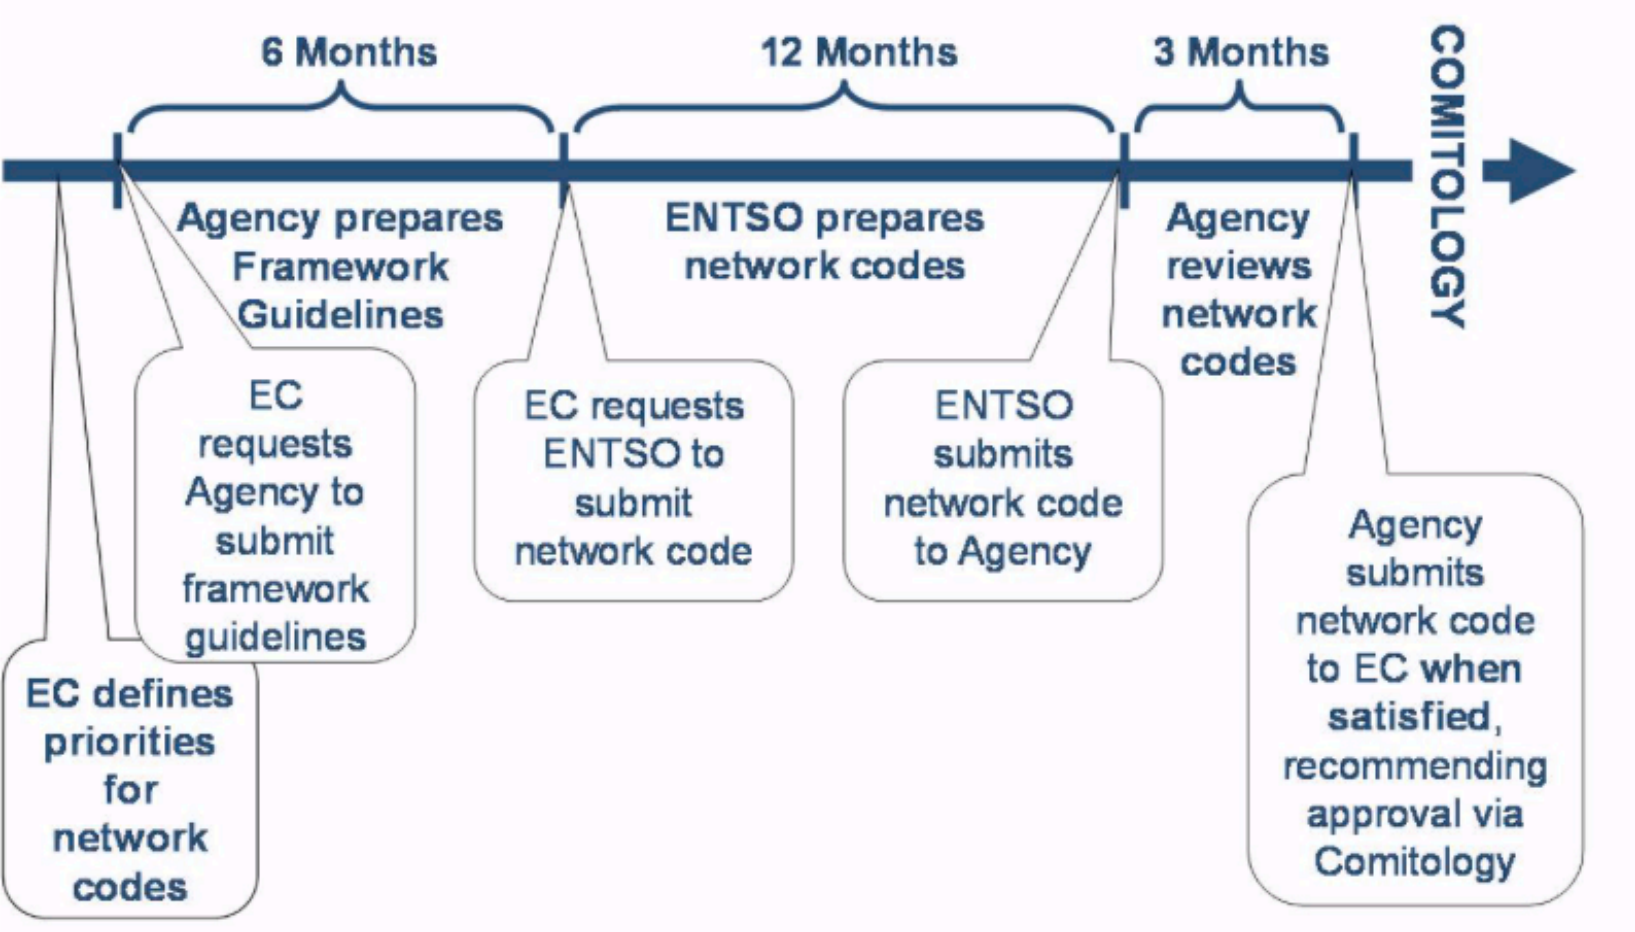 6 Months
12 Months
3 Months
COMITOLOGY
Agency prepares
Framework
Guidelines
ENTSO prepares
network codes
Agency
reviews
network
codes
EC defines
priorities
for
network
codes
EC
requests
Agency to
submit
framework
guidelines
EC requests
ENTSO to
submit
network code
ENTSO
submits
network code
to Agency
Agency
submits
network code
to EC when
satisfied,
recommending
approval via
Comitology